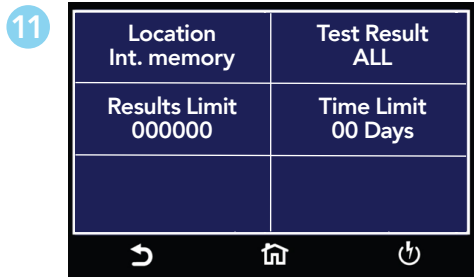 11
Location
Int. memory
Test Result
ALL
Results Limit
000000
Time Limit
00 Days